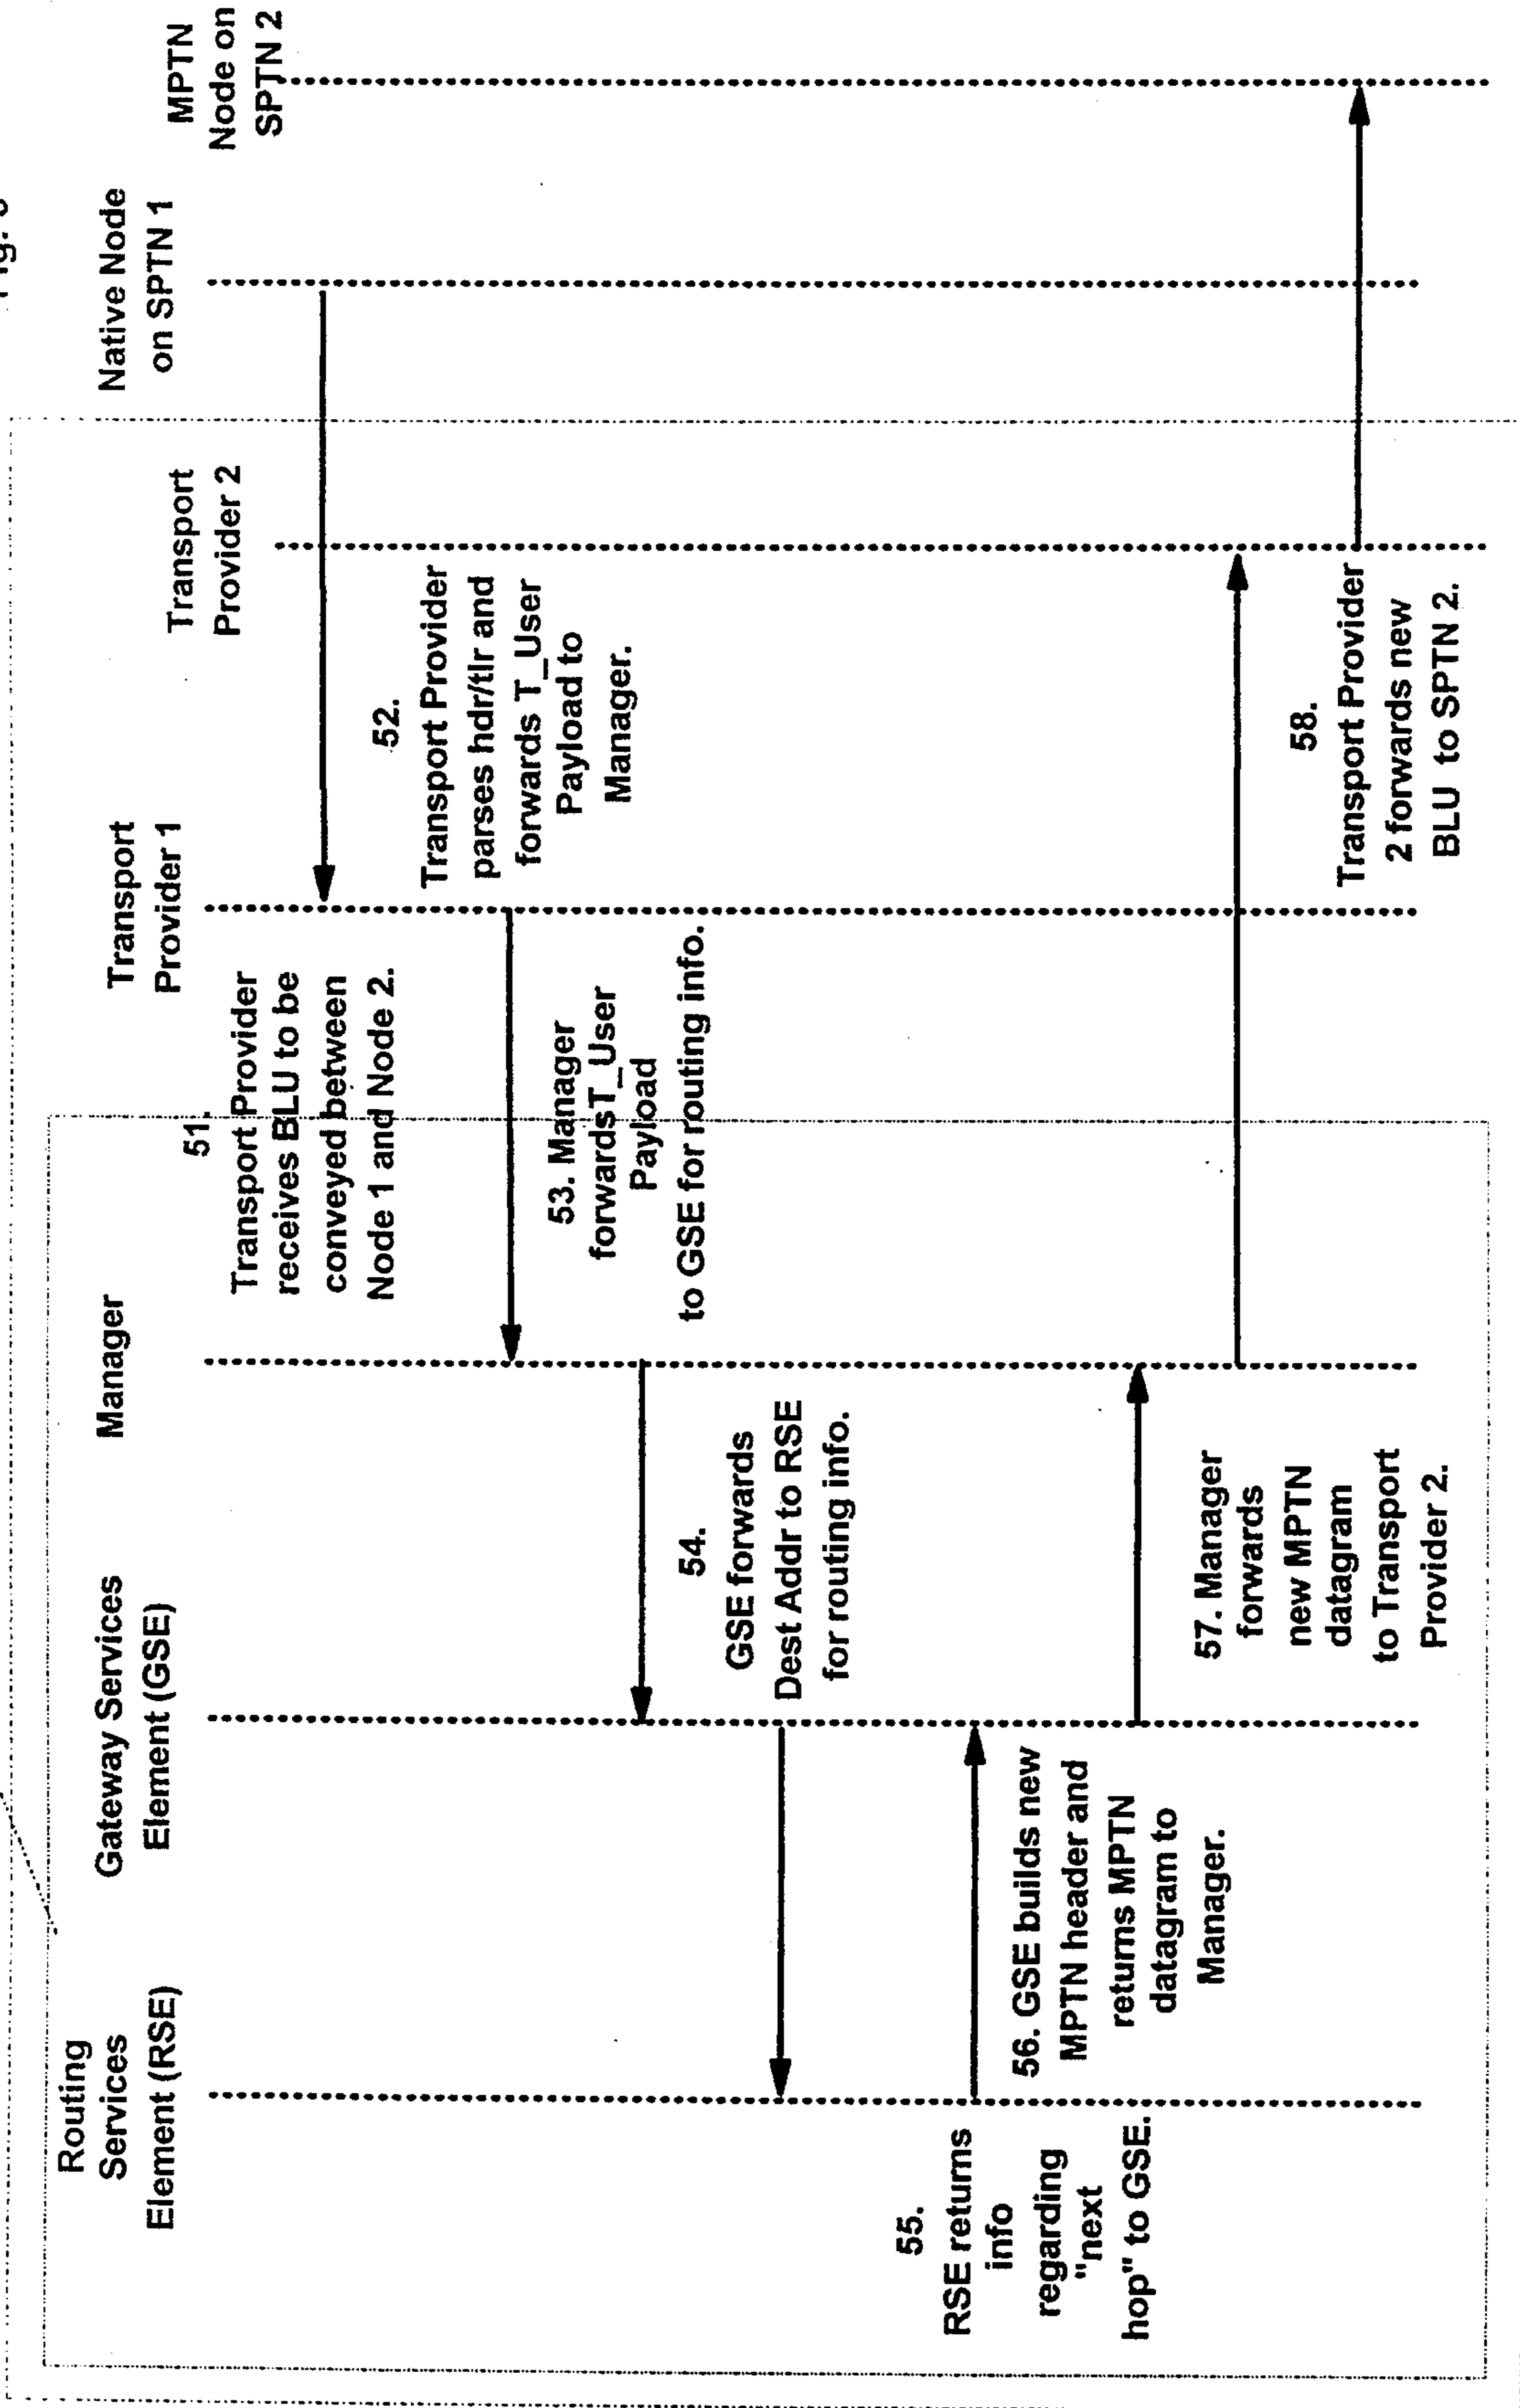 Routing
Services
Element (RSE)
Gateway Services
Element (GSE)
Manager
Transport
Provider 1
Transport
Provider 2
Native Node
on SPTN 1
MPTN
Node on
SPTN 2
51.
Transport Provider
receives BLU to be
conveyed between
Node 1 and Node 2.
52.
Transport Provider
parses hdr/tlr and
forwards T_User
Payload to
Manager.
53. Manager
forwardsT_User
Payload
to GSE for routing info.
54.
GSE forwards
Dest Addr to RSE
for routing info.
55.
RSE returns
info
regarding
"next
hop" to GSE.
56. GSE builds new
MPTN header and
returns MPTN
datagram to
Manager.
57. Manager
forwards
new MPTN
datagram
to Transport
Provider 2.
58.
Transport Provider
2 forwards new
BLU to SPTN 2.